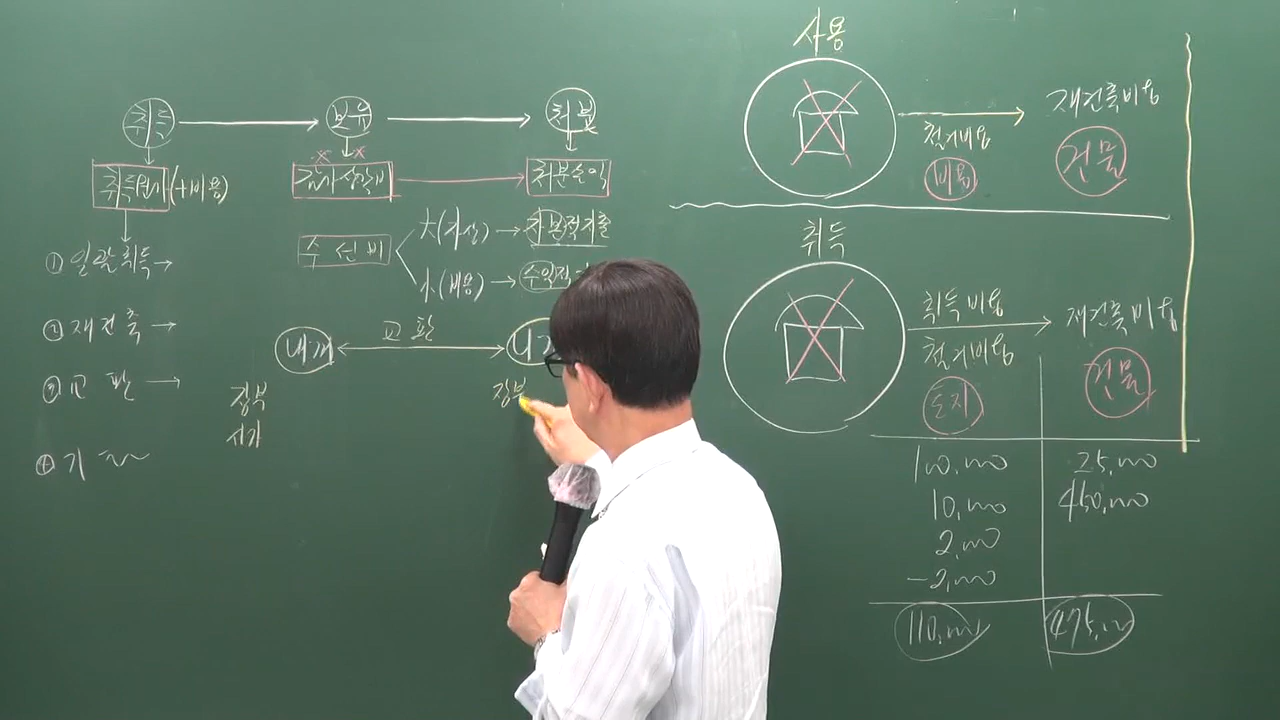 취득 → 보유 → 처분
취득원가 (+비용)
감가상각비
처분손익
수선비
大(자산) → 자본적지출
小(비용) → 수익적
① 일괄취득 →
② 재건축 →
③ 교환 →
④ 기
내꺼 교환
장부
시가
장부
사용
철거비용
비용
재건축비용
건물
취득
취득비용
철거비용
토지
재건축비용
건물
100,000 25,000
10,000 450,000
2,000
-2,000
110,000 475,000